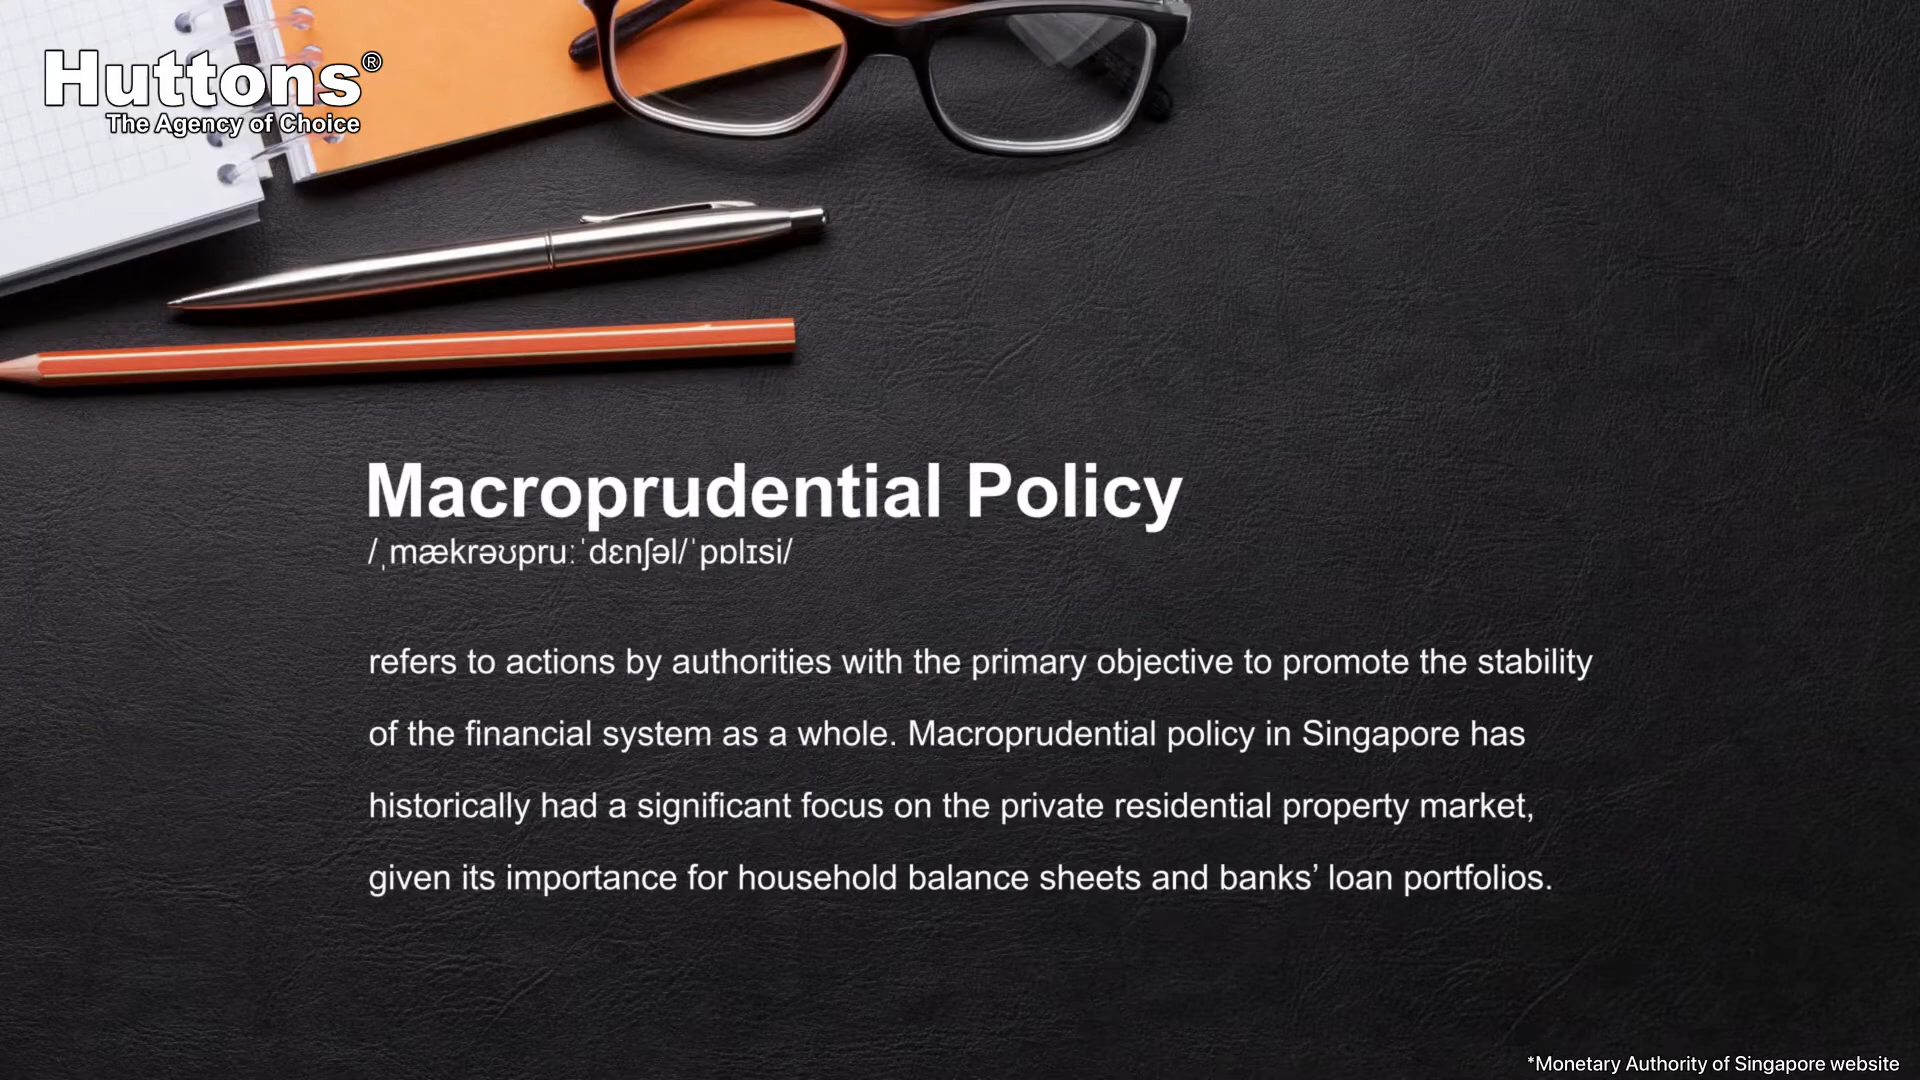 Huttons®
The Agency of Choice
Macroprudential Policy
/ˌmækrəʊpruːˈdɛnʃəl/ˈpɒlɪsi/
refers to actions by authorities with the primary objective to promote the stability
of the financial system as a whole. Macroprudential policy in Singapore has
historically had a significant focus on the private residential property market,
given its importance for household balance sheets and banks’ loan portfolios.
*Monetary Authority of Singapore website